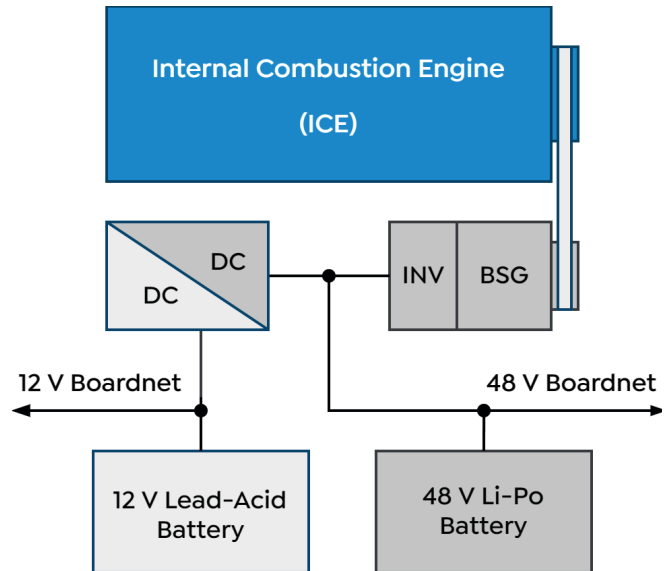 Internal Combustion Engine
(ICE)
DC
DC
INV
BSG
12 V Boardnet
48 V Boardnet
12 V Lead-Acid
Battery
48 V Li-Po
Battery